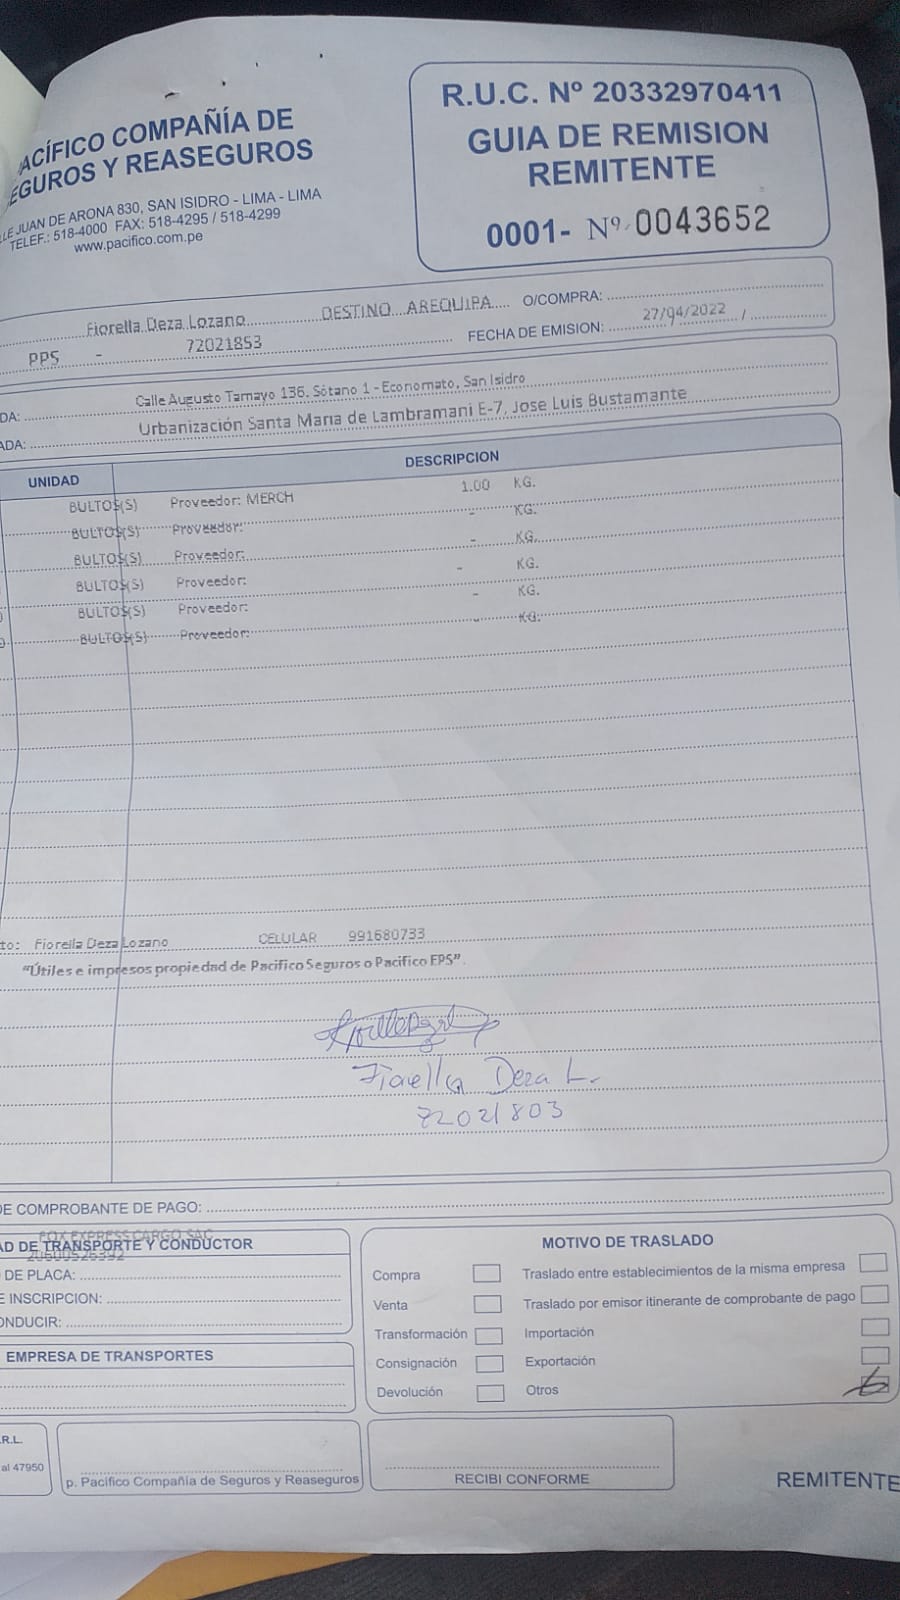 ACÍFICO COMPAÑÍA DE
EGUROS Y REASEGUROS
LLE JUAN DE ARONA 830, SAN ISIDRO - LIMA - LIMA
TELEF.: 518-4000 FAX: 518-4295 / 518-4299
www.pacifico.com.pe
R.U.C. Nº 20332970411
GUIA DE REMISION
REMITENTE
0001- Nº 0043652
Fiorella Deza Lozano DESTINO AREQUIPA O/COMPRA:
PPS - 72021853 FECHA DE EMISION: 27/04/2022 /
DA: Calle Augusto Tamayo 136, Sótano 1 - Economato, San Isidro
ADA: Urbanización Santa Maria de Lambramani E-7, Jose Luis Bustamante
UNIDAD DESCRIPCION
BULTOS(S) Proveedor: MERCH 1.00 KG.
BULTOS(S) Proveedor: - KG.
BULTOS(S) Proveedor: - KG.
BULTOS(S) Proveedor: - KG.
BULTOS(S) Proveedor: - KG.
BULTOS(S) Proveedor: - KG.
to: Fiorella Deza Lozano CELULAR 991680733
"Útiles e impresos propiedad de Pacifico Seguros o Pacifico EPS".
Fiorella Deza L.
72021803
DE COMPROBANTE DE PAGO:
FOX EXPRESS CARGO SAC
AD DE TRANSPORTE Y CONDUCTOR
20600526392
DE PLACA:
E INSCRIPCION:
ONDUCIR:
EMPRESA DE TRANSPORTES
MOTIVO DE TRASLADO
Compra Traslado entre establecimientos de la misma empresa
Venta Traslado por emisor itinerante de comprobante de pago
Transformación Importación
Consignación Exportación
Devolución Otros
.R.L.
al 47950
p. Pacífico Compañía de Seguros y Reaseguros
RECIBI CONFORME
REMITENTE